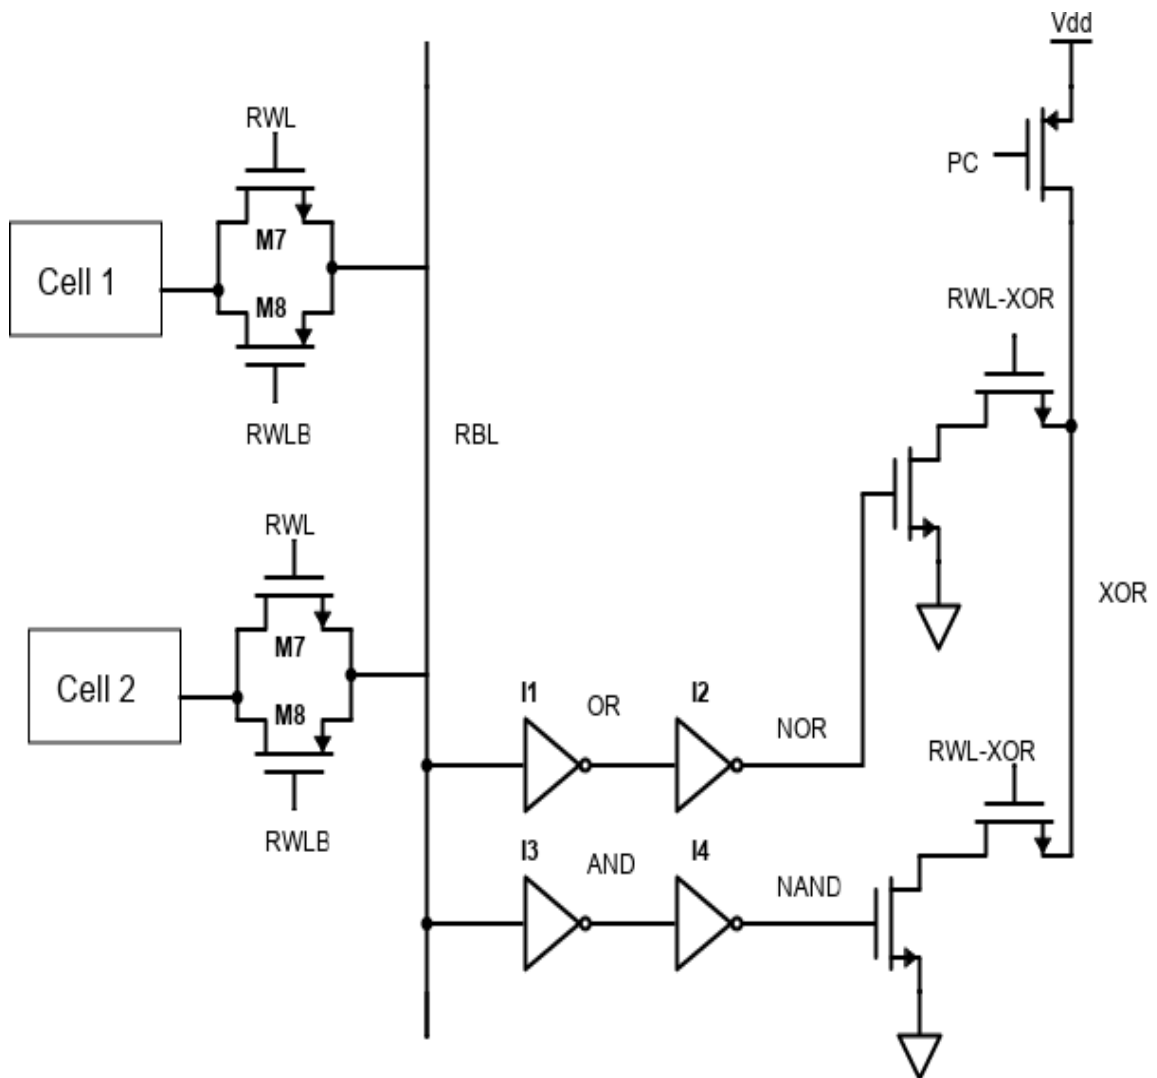 Vdd
RWL
PC
M7
Cell 1
M8
RWL-XOR
RWLB
RBL
RWL
XOR
M7
Cell 2
M8
I1
OR
I2
NOR
RWL-XOR
RWLB
I3
AND
I4
NAND